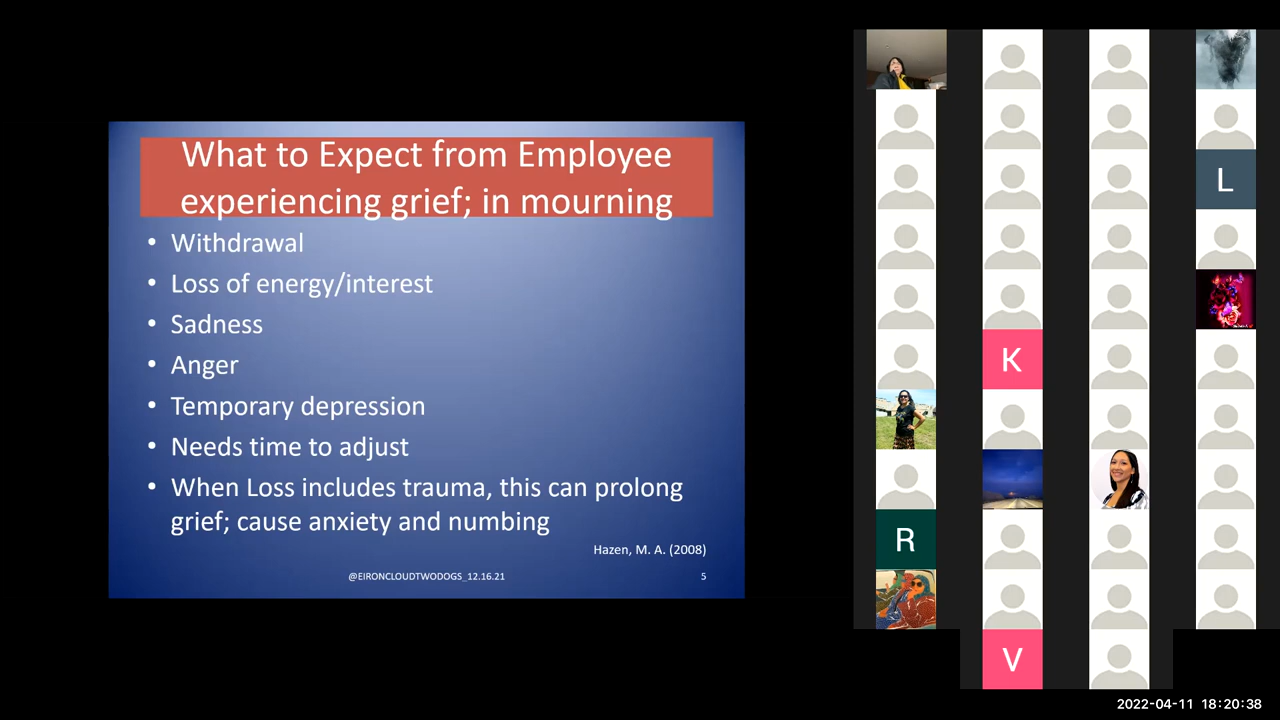 What to Expect from Employee
experiencing grief; in mourning
• Withdrawal
• Loss of energy/interest
• Sadness
• Anger
• Temporary depression
• Needs time to adjust
• When Loss includes trauma, this can prolong
grief; cause anxiety and numbing
Hazen, M. A. (2008)
@EIRONCLOUDTWODOGS_12.16.21
5
L
K
R
V
2022-04-11 18:20:38